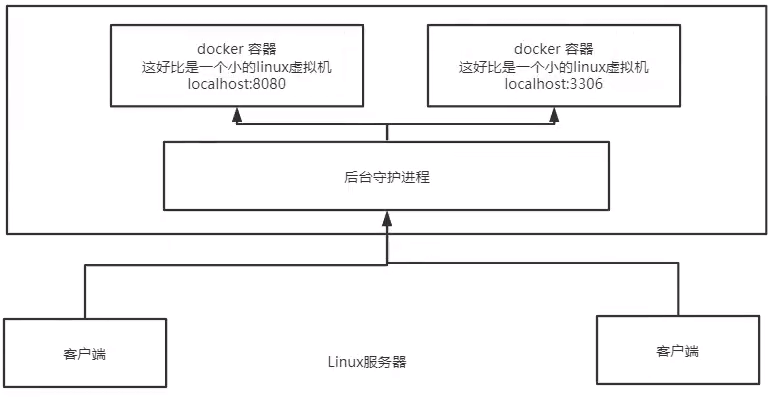 docker 容器
这好比是一个小的linux虚拟机
localhost:8080
docker 容器
这好比是一个小的linux虚拟机
localhost:3306
后台守护进程
客户端
Linux服务器
客户端